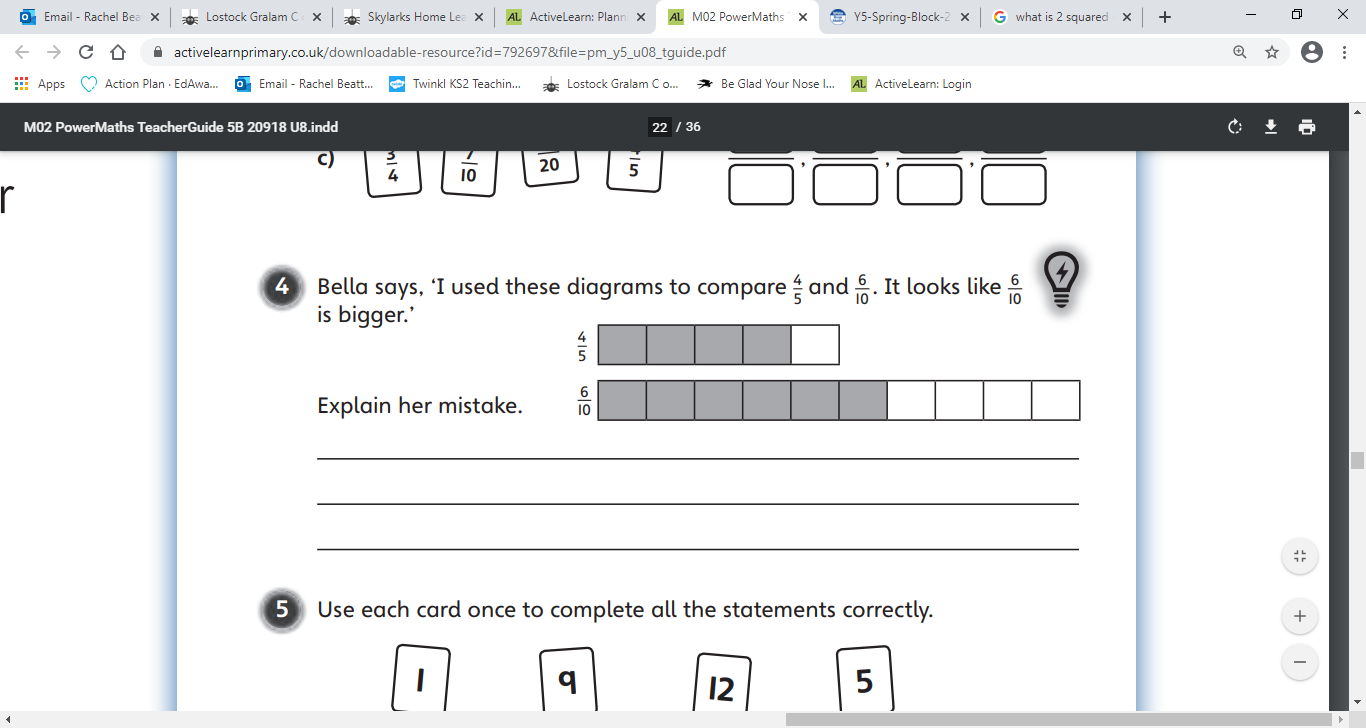 Email - Rachel Bea
Lostock Gralam C
Skylarks Home Lea
ActiveLearn: Plann
M02 PowerMaths
Y5-Spring-Block-2
what is 2 squared
activelearnprimary.co.uk/downloadable-resource?id=792697&file=pm_y5_u08_tguide.pdf
Apps
Action Plan · EdAwa...
Email - Rachel Beatt...
Twinkl KS2 Teachin...
Lostock Gralam C o...
Be Glad Your Nose I...
ActiveLearn: Login
M02 PowerMaths TeacherGuide 5B 20918 U8.indd
22 / 36
r
c) 3/4 7/10 /20 /5 , , ,
4 Bella says, ‘I used these diagrams to compare 4/5 and 6/10. It looks like 6/10
is bigger.’
4/5
Explain her mistake. 6/10
5 Use each card once to complete all the statements correctly.
1 9 12 5